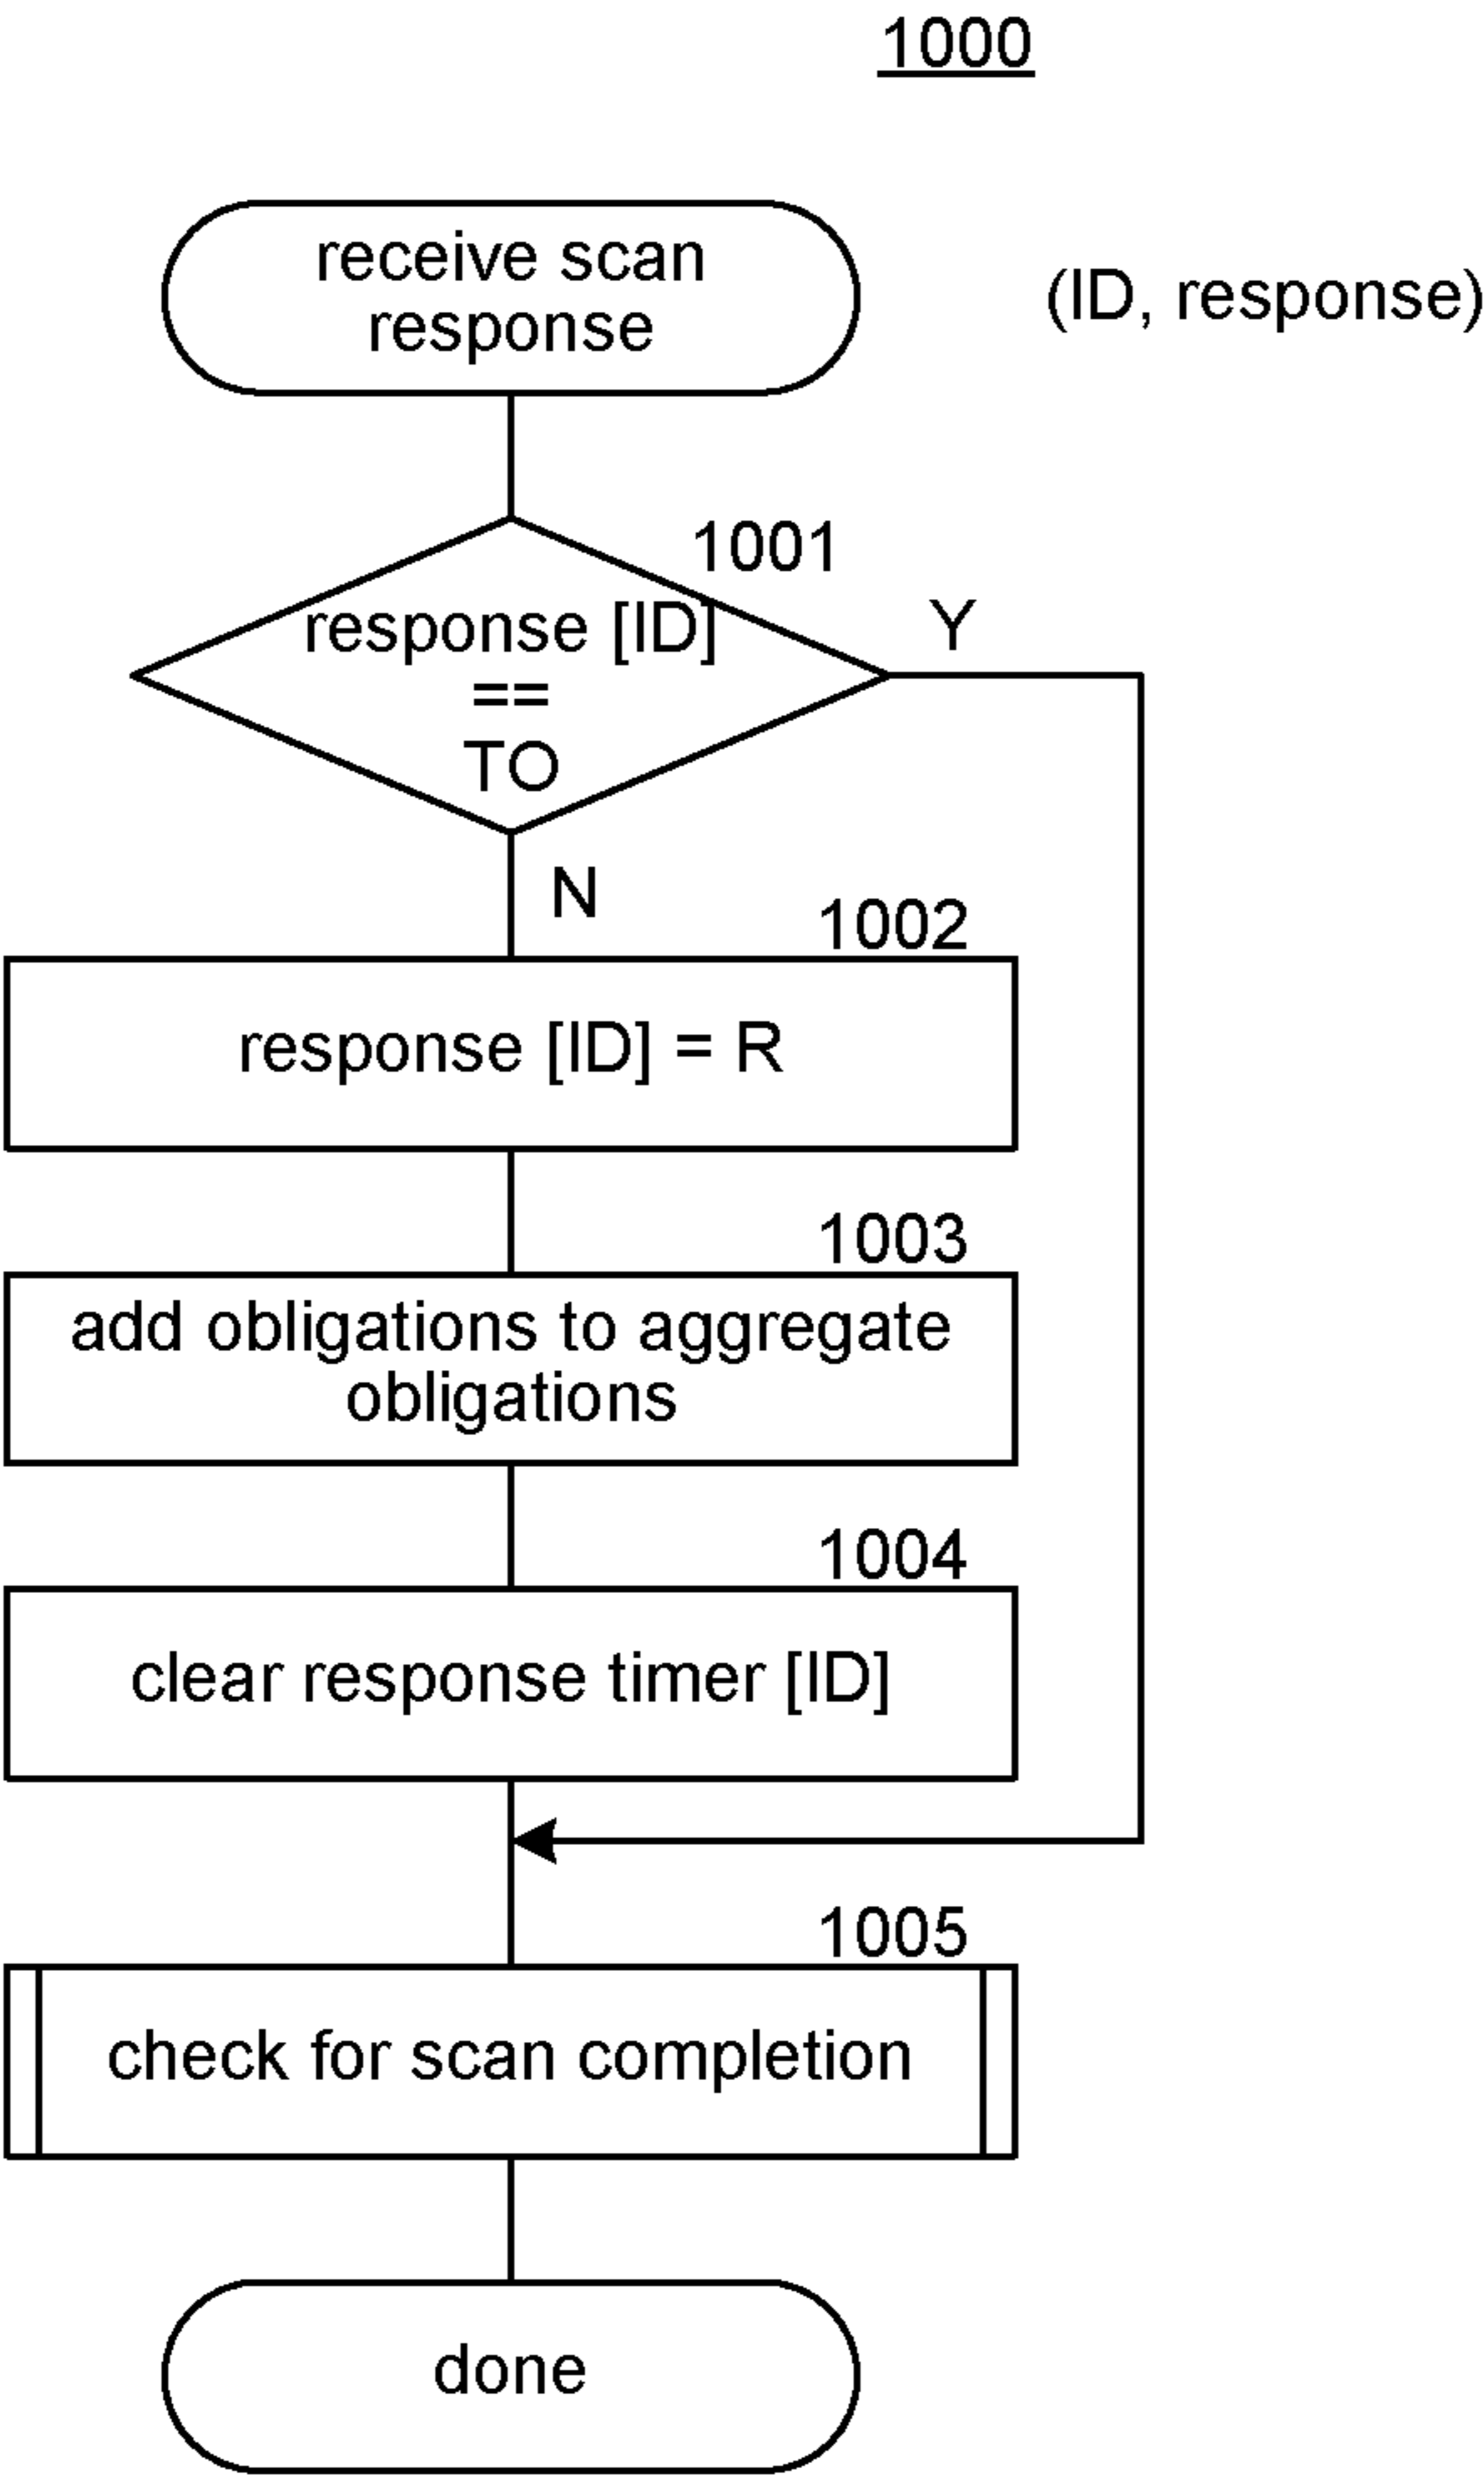 1000
receive scan
response
(ID, response)
1001
response [ID]
==
TO
Y
N
1002
response [ID] = R
1003
add obligations to aggregate
obligations
1004
clear response timer [ID]
1005
check for scan completion
done